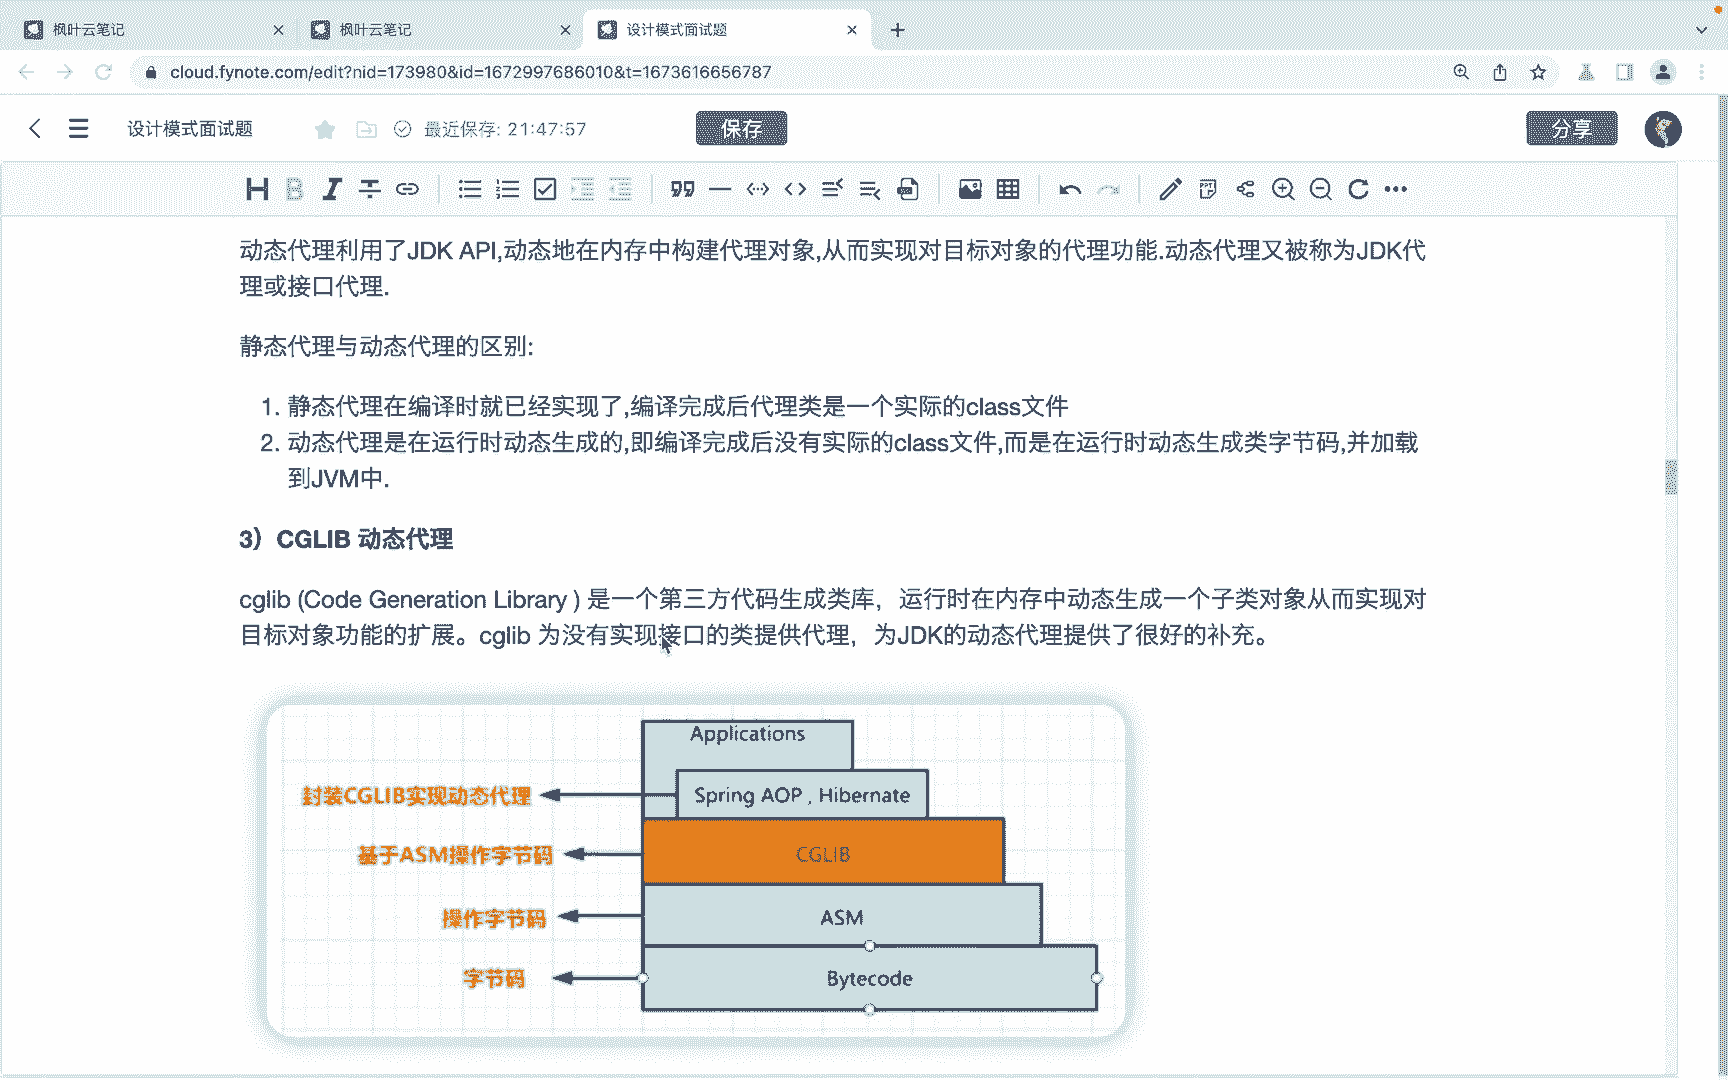 枫叶云笔记
枫叶云笔记
设计模式面试题
cloud.fynote.com/edit?nid=173980&id=1672997686010&t=1673616656787
设计模式面试题
最近保存: 21:47:57
保存
分享
动态代理利用了JDK API,动态地在内存中构建代理对象,从而实现对目标对象的代理功能.动态代理又被称为JDK代
理或接口代理.
静态代理与动态代理的区别:
1. 静态代理在编译时就已经实现了,编译完成后代理类是一个实际的class文件
2. 动态代理是在运行时动态生成的,即编译完成后没有实际的class文件,而是在运行时动态生成类字节码,并加载
到JVM中.
3）CGLIB 动态代理
cglib (Code Generation Library ) 是一个第三方代码生成类库，运行时在内存中动态生成一个子类对象从而实现对
目标对象功能的扩展。cglib 为没有实现接口的类提供代理，为JDK的动态代理提供了很好的补充。
Applications
封装CGLIB实现动态代理
Spring AOP , Hibernate
基于ASM操作字节码
CGLIB
操作字节码
ASM
字节码
Bytecode